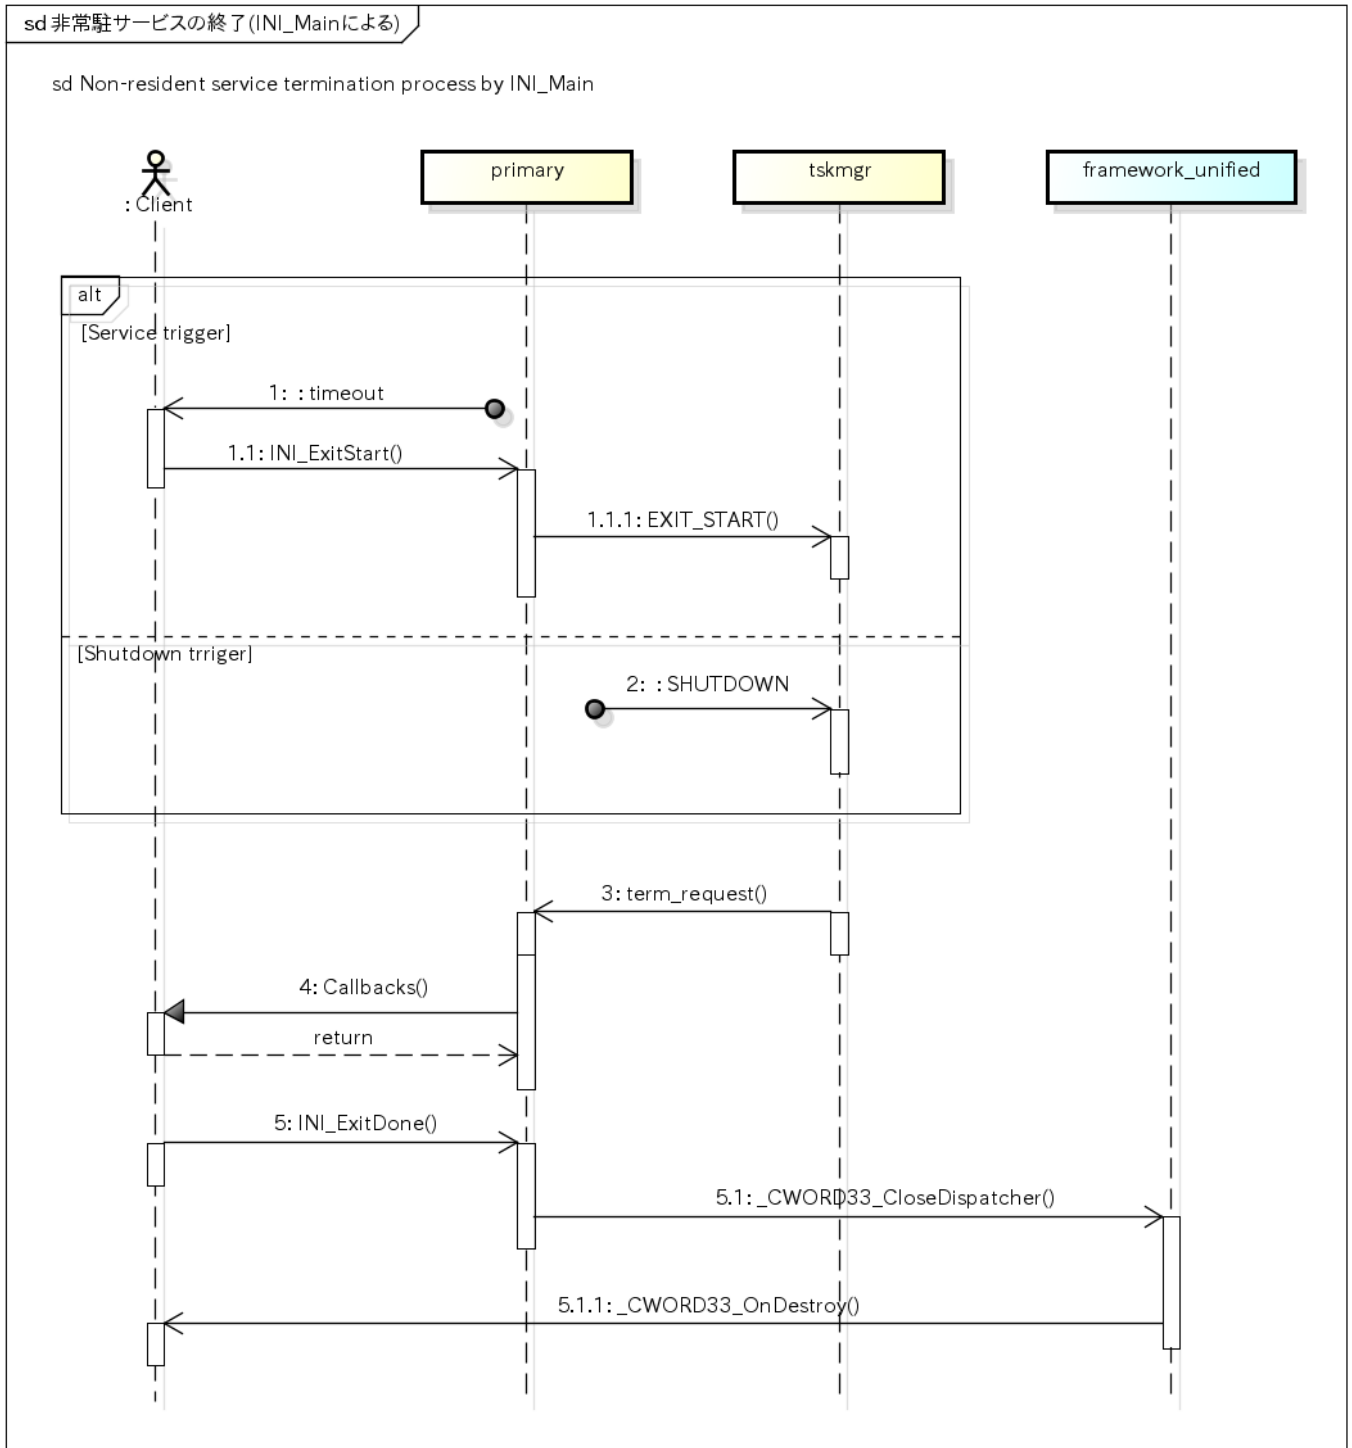 sd 非常駐サービスの終了(INI_Mainによる)
sd Non-resident service termination process by INI_Main
: Client
primary
tskmgr
framework_unified
alt
[Service trigger]
1: : timeout
1.1: INI_ExitStart()
1.1.1: EXIT_START()
[Shutdown trriger]
2: : SHUTDOWN
3: term_request()
4: Callbacks()
return
5: INI_ExitDone()
5.1: _CWORD33_CloseDispatcher()
5.1.1: _CWORD33_OnDestroy()